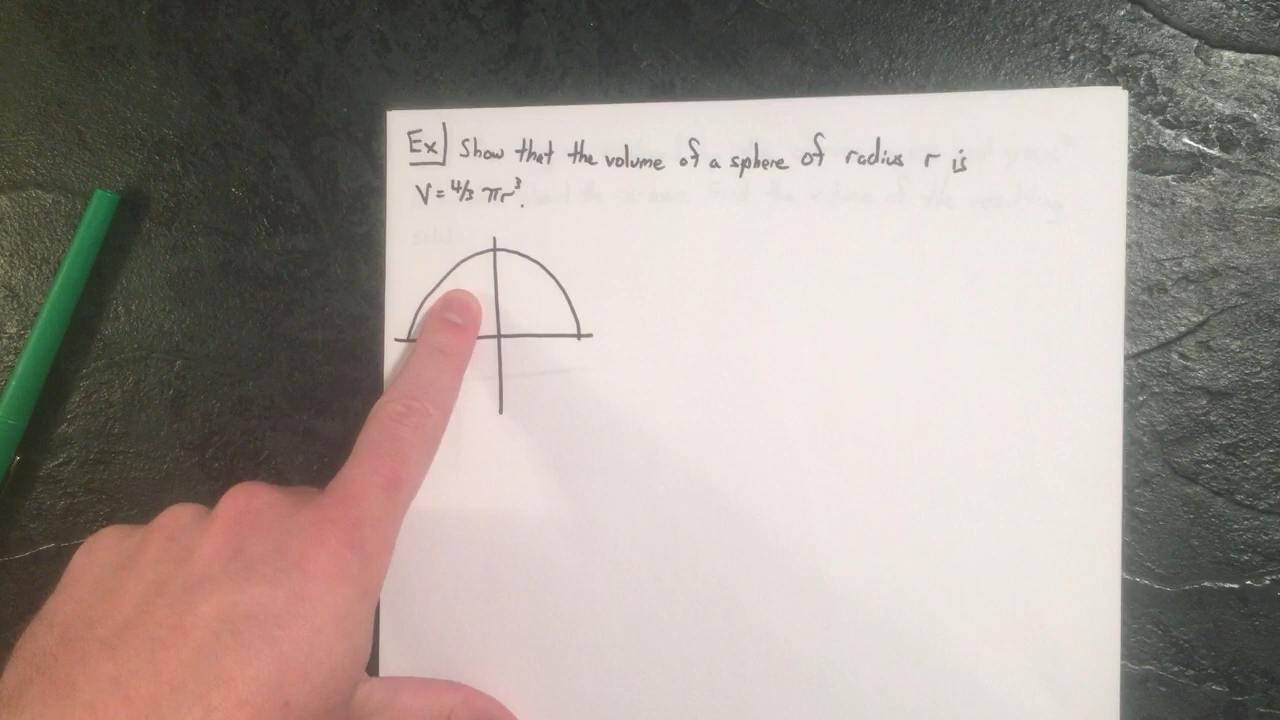 Ex] Show that the volume of a sphere of radius r is
V = 4/3 πr³.